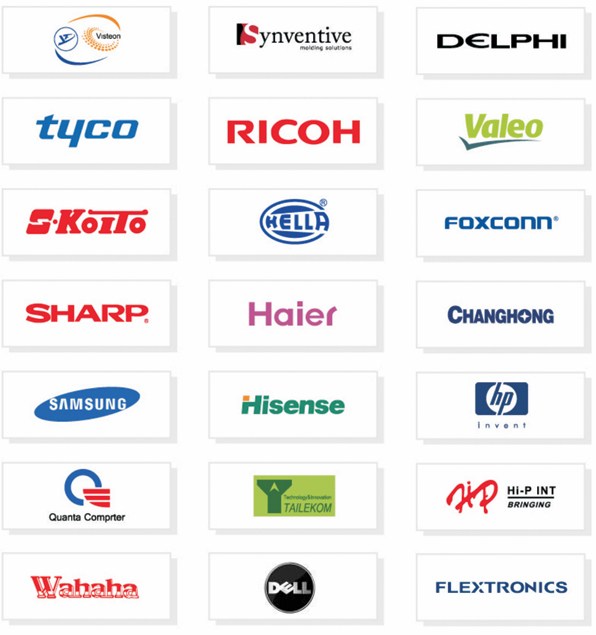 Visteon
Synventive
molding solutions
DELPHI
tyco
RICOH
Valeo
S·KOITO
HELLA®
FOXCONN®
SHARP®
Haier
CHANGHONG
SAMSUNG
Hisense
hp
invent
Quanta Comprter
Technology&Innovation
TAILEKOM
HiP
Hi-P INT
BRINGING
Wahaha
DELL
FLEXTRONICS